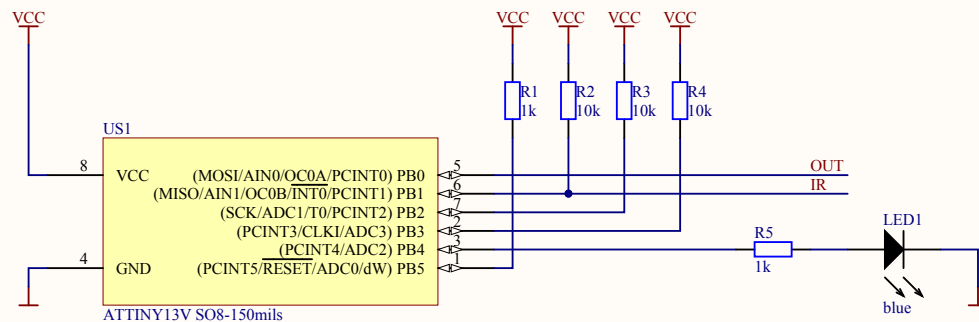 VCC VCC VCC VCC VCC
R1 R2 R3 R4
1k 10k 10k 10k
US1
8 VCC (MOSI/AIN0/OC0A/PCINT0) PB0 5 OUT
(MISO/AIN1/OC0B/INT0/PCINT1) PB1 6 IR
(SCK/ADC1/T0/PCINT2) PB2 7
(PCINT3/CLKI/ADC3) PB3 2 LED1
(PCINT4/ADC2) PB4 3 R5
4 GND (PCINT5/RESET/ADC0/dW) PB5 1 1k
ATTINY13V SO8-150mils blue